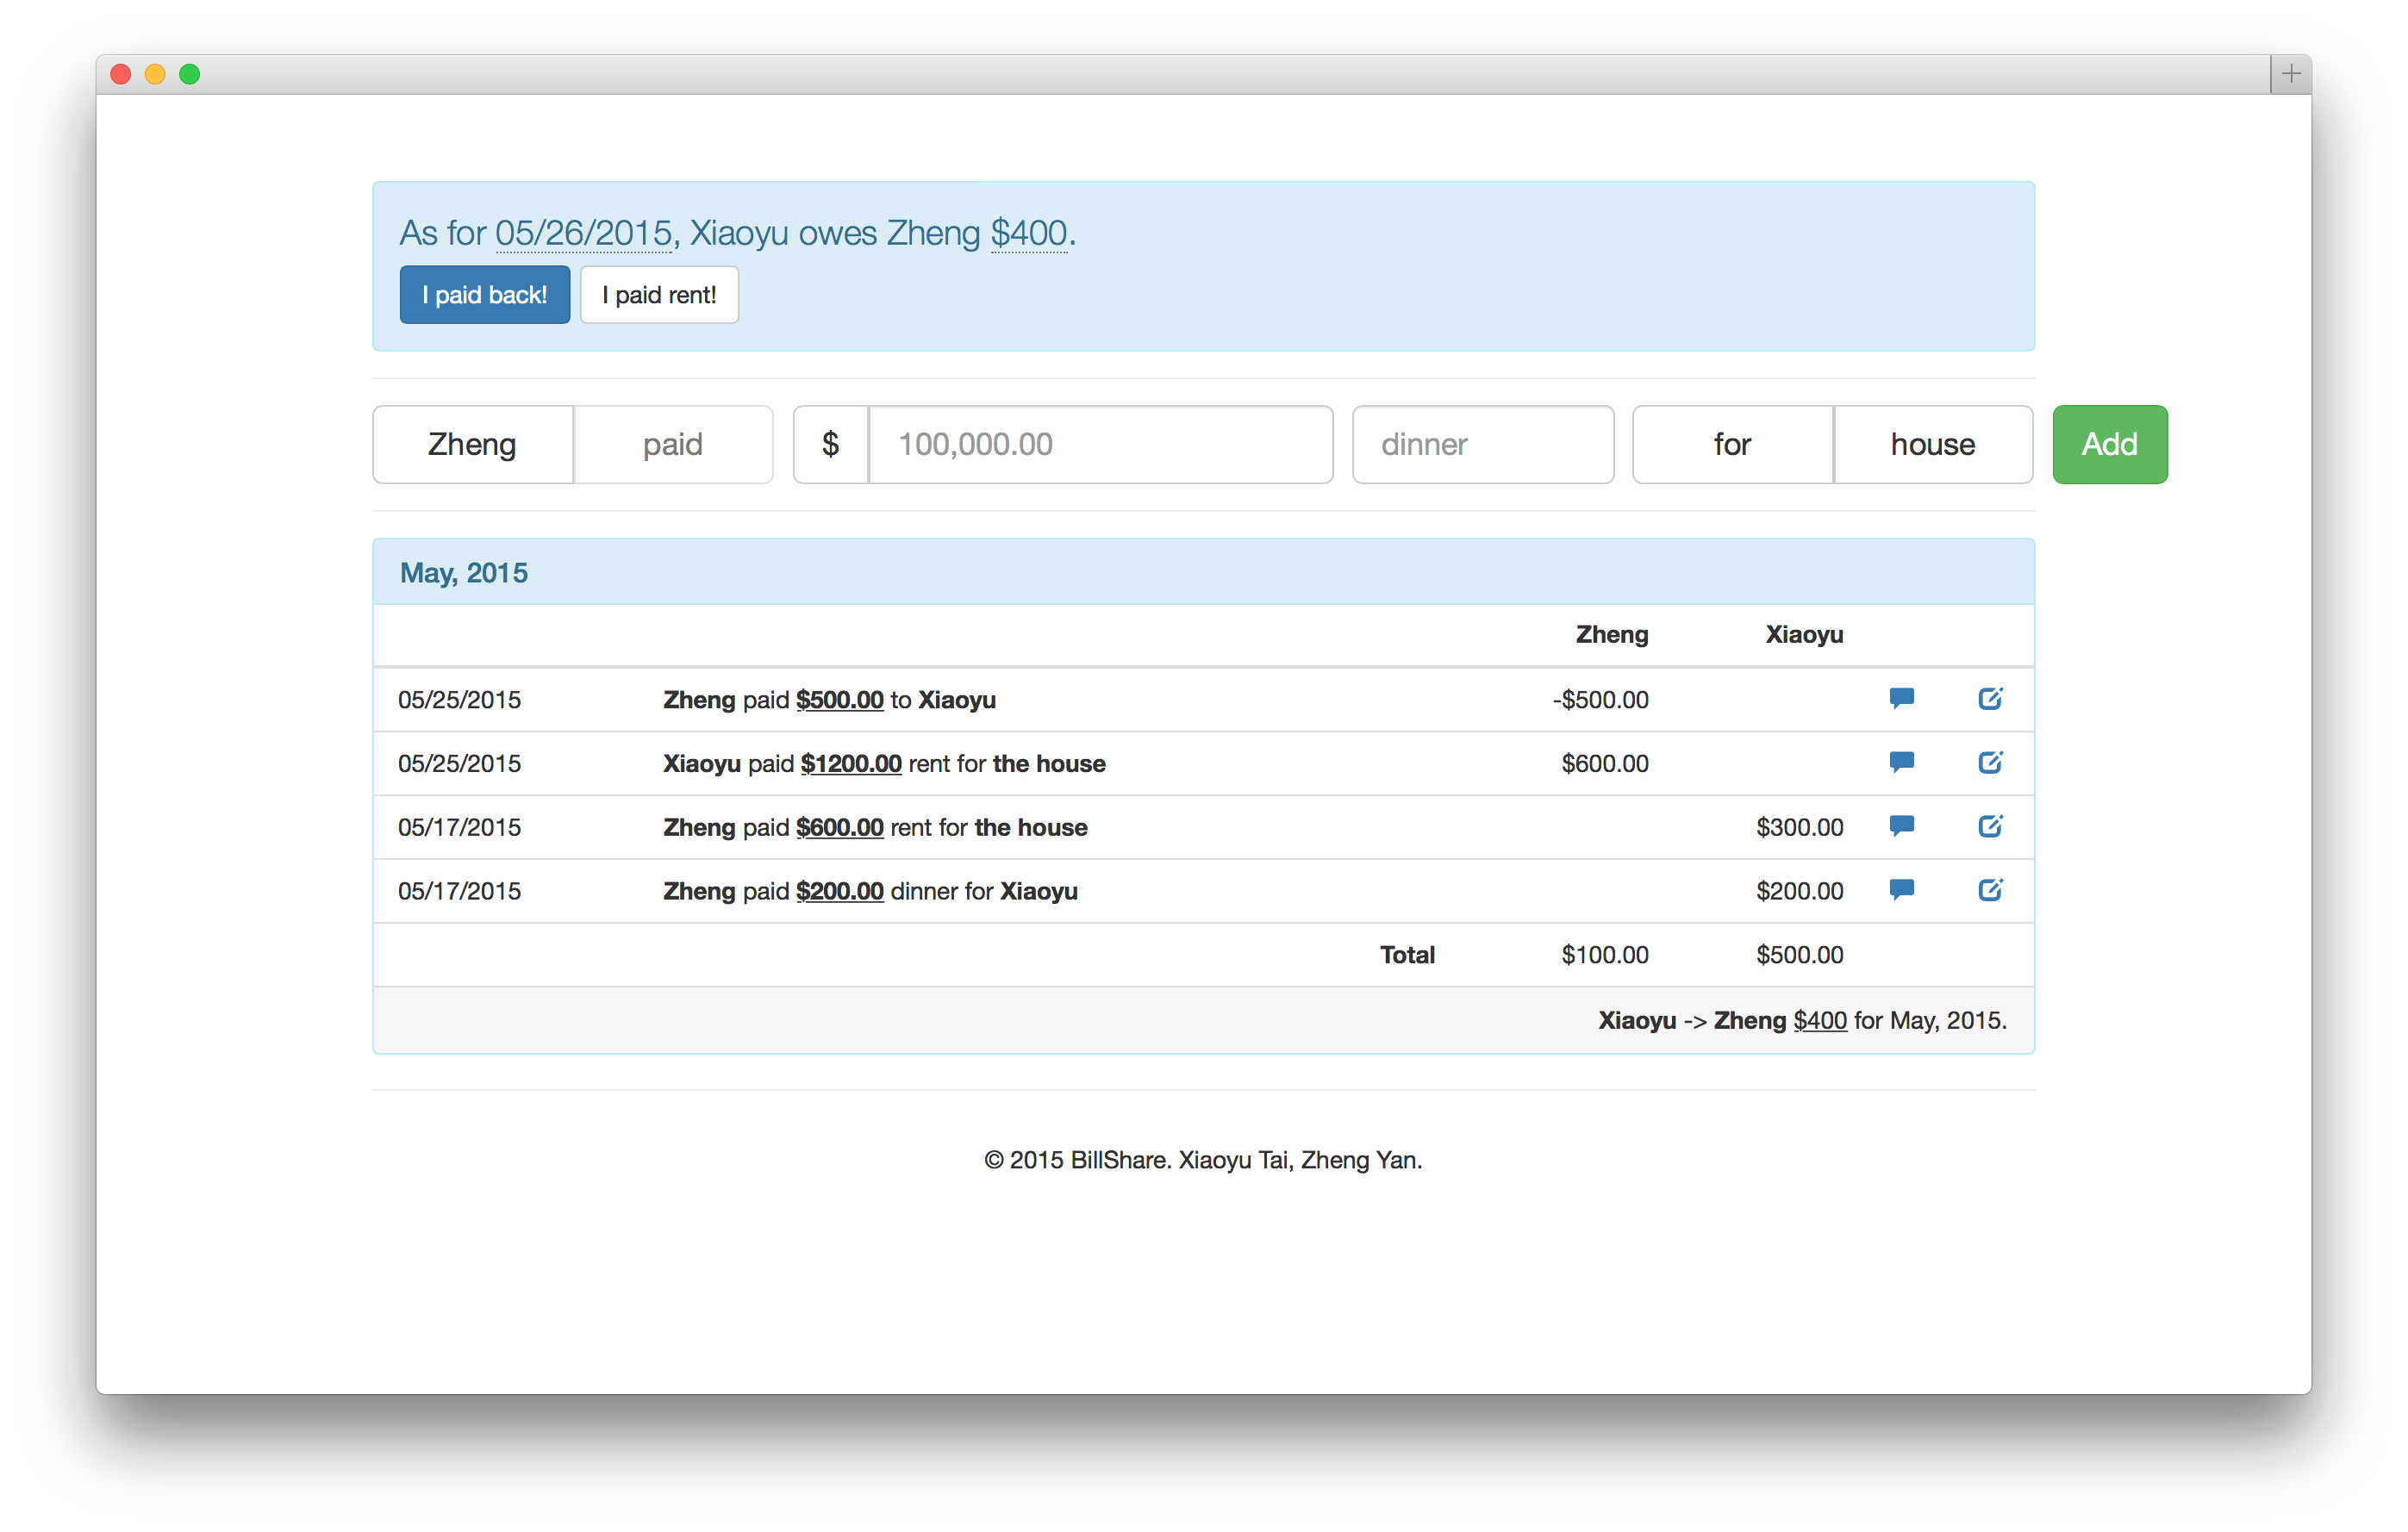 As for 05/26/2015, Xiaoyu owes Zheng $400.
I paid back! I paid rent!
Zheng paid $ 100,000.00 dinner for house Add
May, 2015
Zheng Xiaoyu
05/25/2015 Zheng paid $500.00 to Xiaoyu -$500.00
05/25/2015 Xiaoyu paid $1200.00 rent for the house $600.00
05/17/2015 Zheng paid $600.00 rent for the house $300.00
05/17/2015 Zheng paid $200.00 dinner for Xiaoyu $200.00
Total $100.00 $500.00
Xiaoyu -> Zheng $400 for May, 2015.
© 2015 BillShare. Xiaoyu Tai, Zheng Yan.